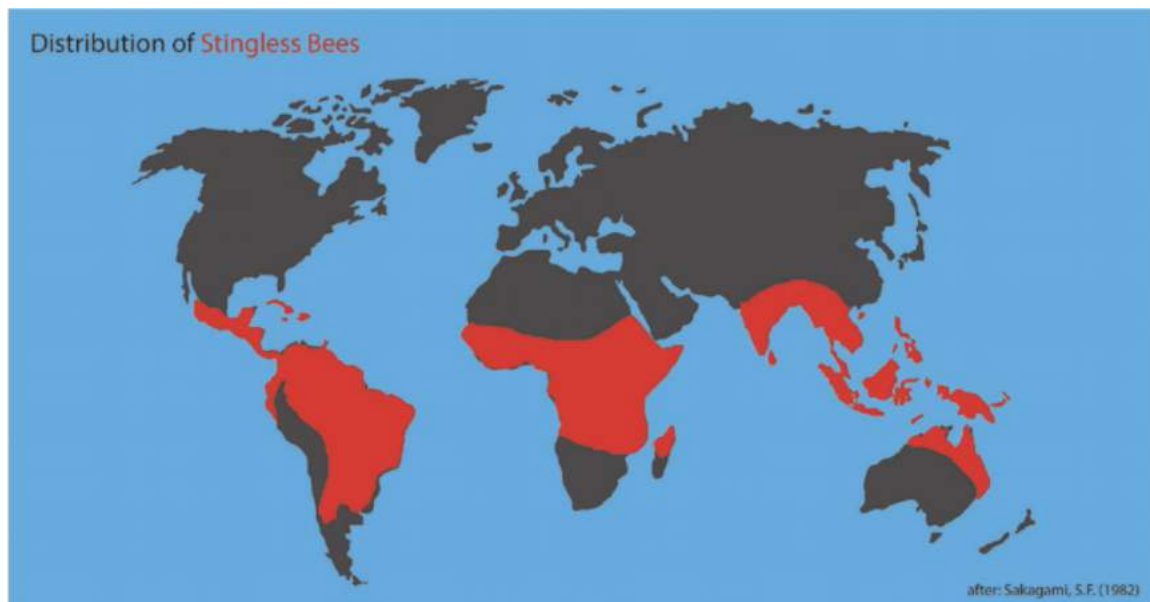 Distribution of Stingless Bees
after: Sakagami, S.F. (1982)